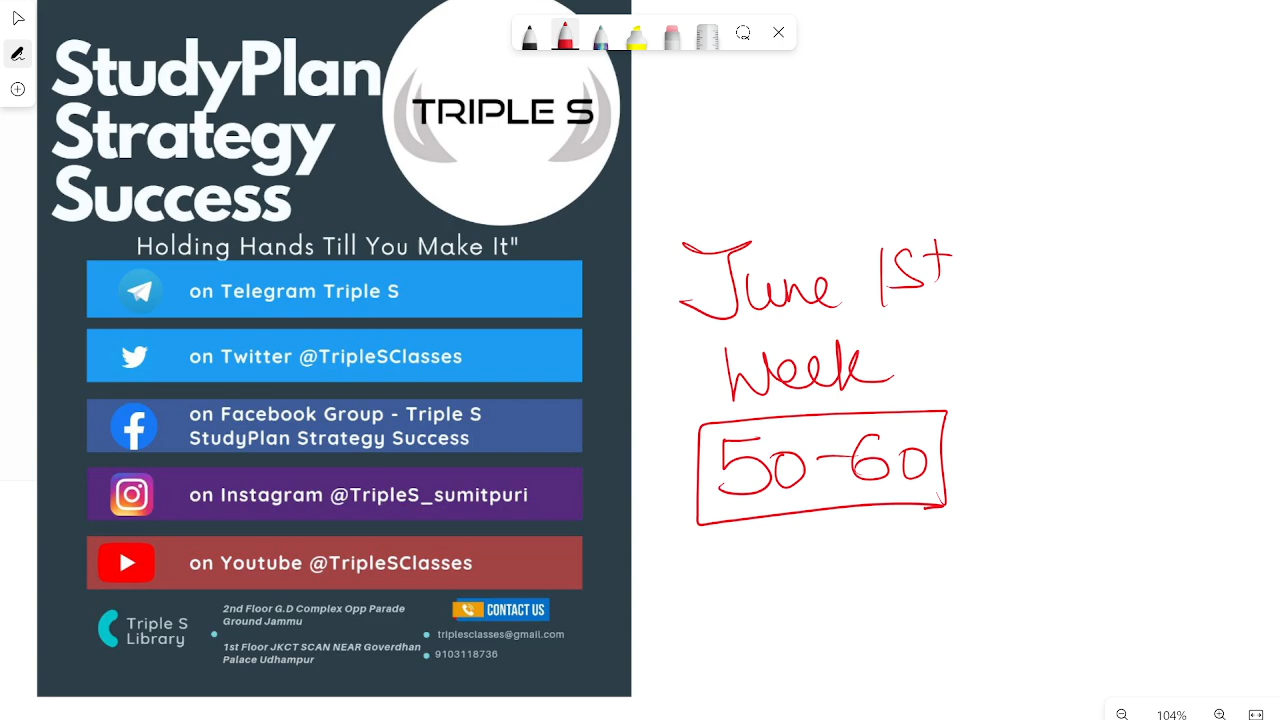 StudyPlan
Strategy
Success
TRIPLE S
Holding Hands Till You Make It"
on Telegram Triple S
on Twitter @TripleSClasses
on Facebook Group - Triple S
StudyPlan Strategy Success
on Instagram @TripleS_sumitpuri
on Youtube @TripleSClasses
Triple S
Library
2nd Floor G.D Complex Opp Parade
Ground Jammu
1st Floor JKCT SCAN NEAR Goverdhan
Palace Udhampur
CONTACT US
triplesclasses@gmail.com
9103118736
June 1st
Week
50-60
104%